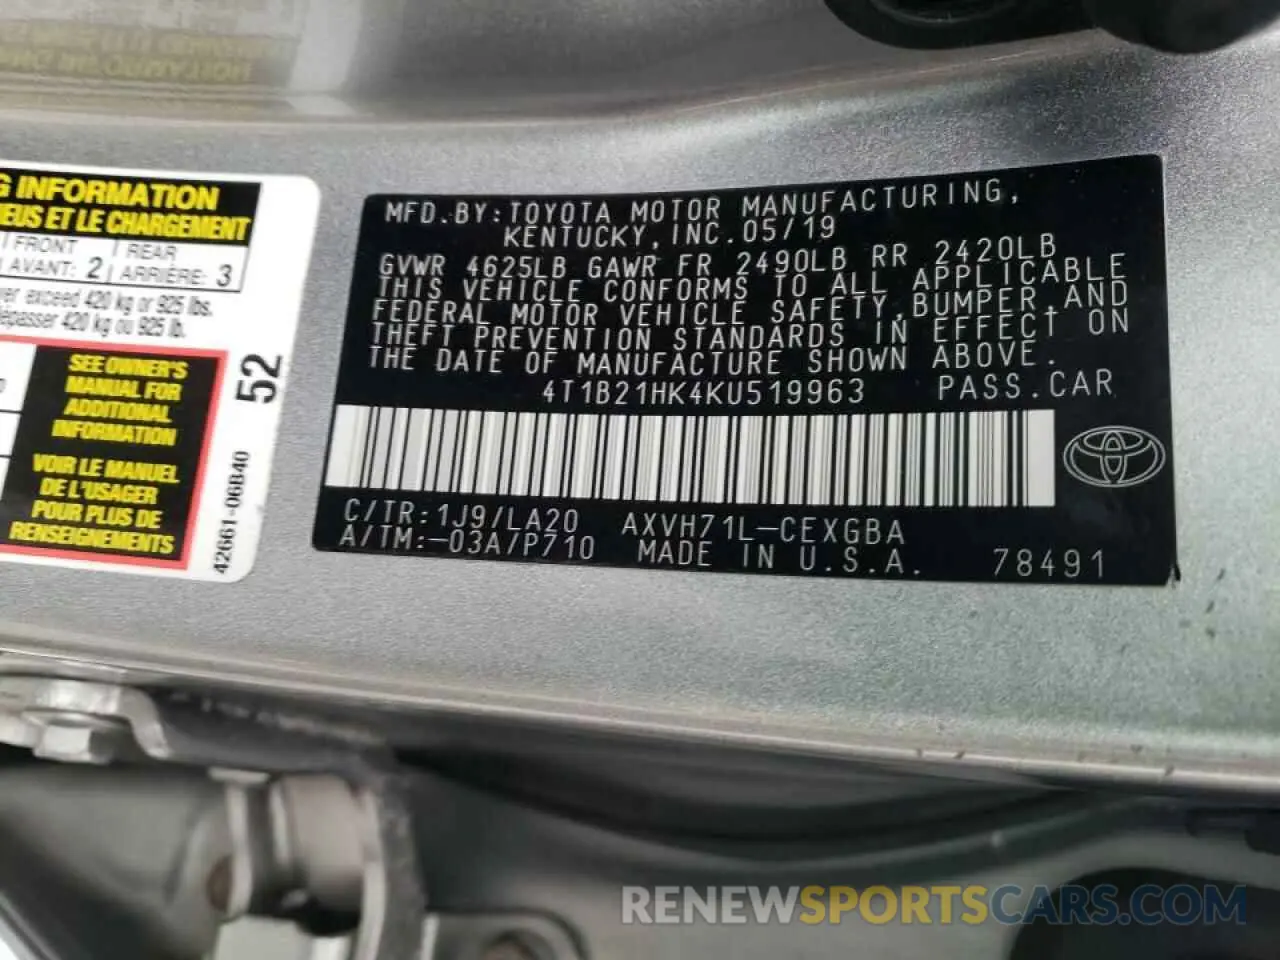 G INFORMATION
NEUS ET LE CHARGEMENT
FRONT REAR
AVANT: 2 ARRIÈRE: 3
ver exceed 420 kg or 925 lbs.
dépasser 420 kg ou 925 lb.
SEE OWNER'S
MANUAL FOR
ADDITIONAL
INFORMATION
VOIR LE MANUEL
DE L'USAGER
POUR PLUS DE
RENSEIGNEMENTS
52
42661-06B40
MFD. BY: TOYOTA MOTOR MANUFACTURING,
KENTUCKY, INC. 05/19
GVWR 4625LB GAWR FR 2490LB RR 2420LB
THIS VEHICLE CONFORMS TO ALL APPLICABLE
FEDERAL MOTOR VEHICLE SAFETY, BUMPER, AND
THEFT PREVENTION STANDARDS IN EFFECT ON
THE DATE OF MANUFACTURE SHOWN ABOVE.
4T1B21HK4KU519963 PASS. CAR
C/TR: 1J9/LA20 AXVH71L-CEXGBA
A/TM: -03A/P710 MADE IN U.S.A. 78491
RENEWSPORTSCARS.COM